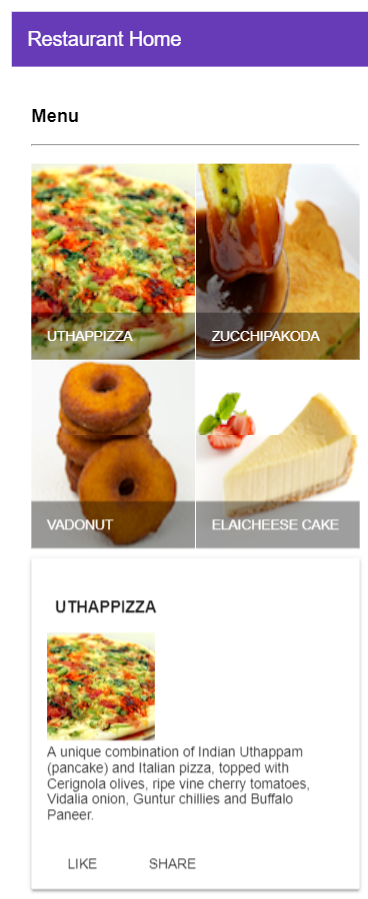 Restaurant Home
Menu
UTHAPPIZZA
ZUCCHIPAKODA
VADONUT
ELAICHEESE CAKE
UTHAPPIZZA
A unique combination of Indian Uthappam
(pancake) and Italian pizza, topped with
Cerignola olives, ripe vine cherry tomatoes,
Vidalia onion, Guntur chillies and Buffalo
Paneer.
LIKE SHARE